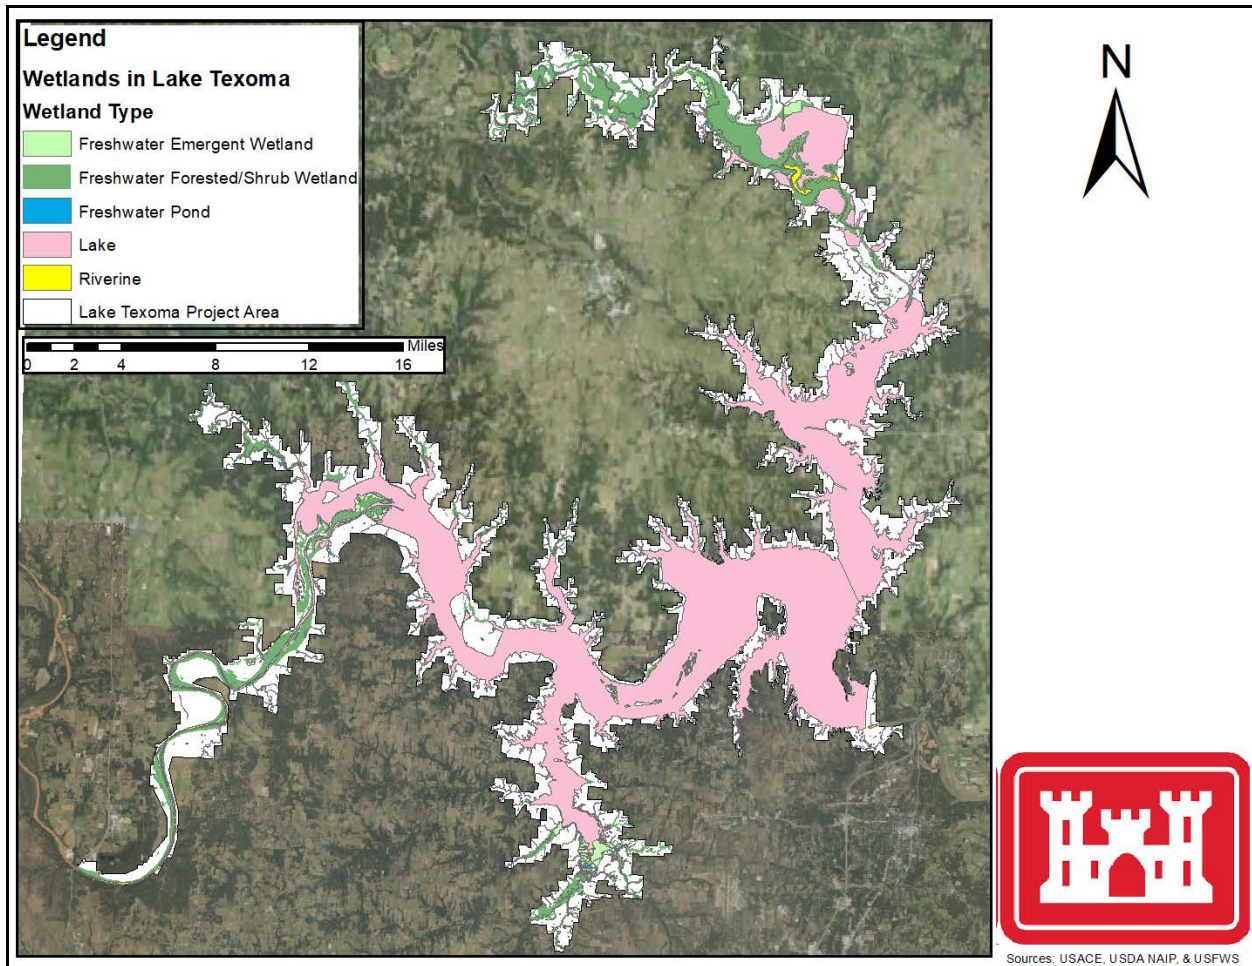 Legend
Wetlands in Lake Texoma
Wetland Type
Freshwater Emergent Wetland
Freshwater Forested/Shrub Wetland
Freshwater Pond
Lake
Riverine
Lake Texoma Project Area
Miles
0 2 4 8 12 16
N
Sources: USACE, USDA NAIP, & USFWS